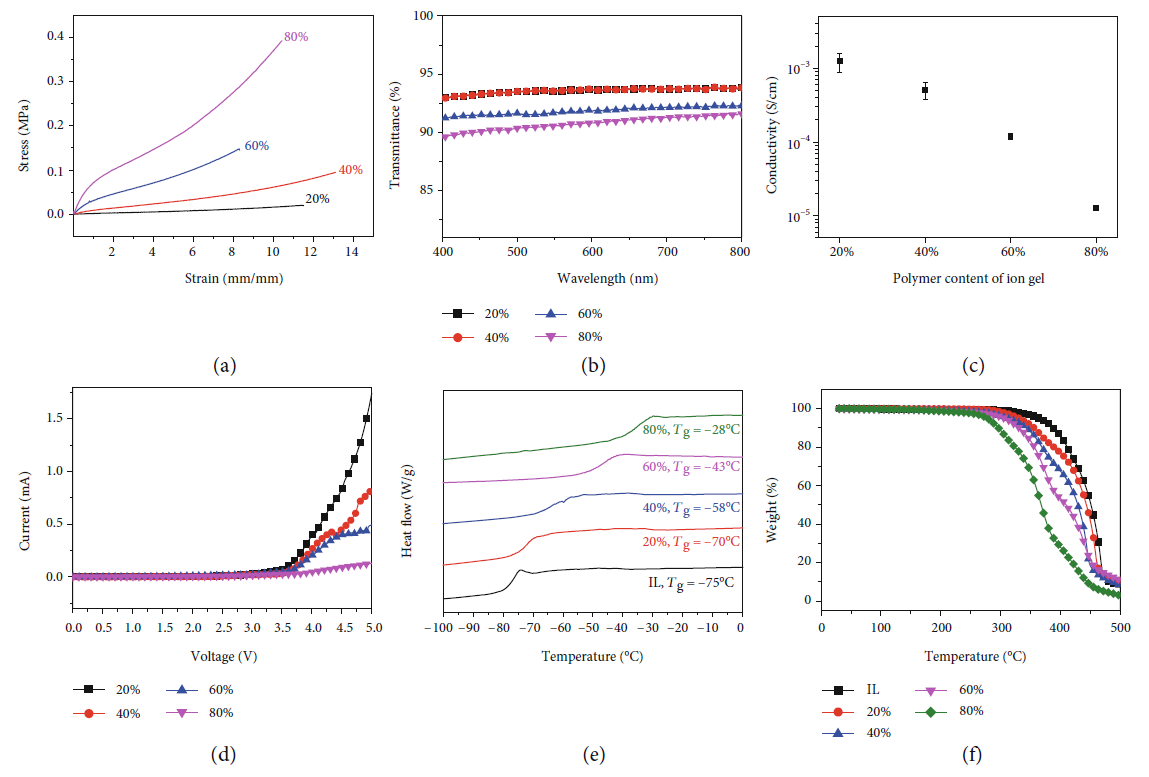 0.4
0.3
0.2
0.1
0.0
Stress (MPa)
80%
60%
40%
20%
2 4 6 8 10 12 14
Strain (mm/mm)
(a)
100
95
90
85
Transmittance (%)
400 500 600 700 800
Wavelength (nm)
20% 60%
40% 80%
(b)
10⁻³
10⁻⁴
10⁻⁵
Conductivity (S/cm)
20% 40% 60% 80%
Polymer content of ion gel
(c)
1.5
1.0
0.5
0.0
Current (mA)
0.0 0.5 1.0 1.5 2.0 2.5 3.0 3.5 4.0 4.5 5.0
Voltage (V)
20% 60%
40% 80%
(d)
Heat flow (W/g)
80%, Tg = −28°C
60%, Tg = −43°C
40%, Tg = −58°C
20%, Tg = −70°C
IL, Tg = −75°C
−100 −90 −80 −70 −60 −50 −40 −30 −20 −10 0
Temperature (°C)
(e)
100
80
60
40
20
0
Weight (%)
0 100 200 300 400 500
Temperature (°C)
IL 60%
20% 80%
40%
(f)